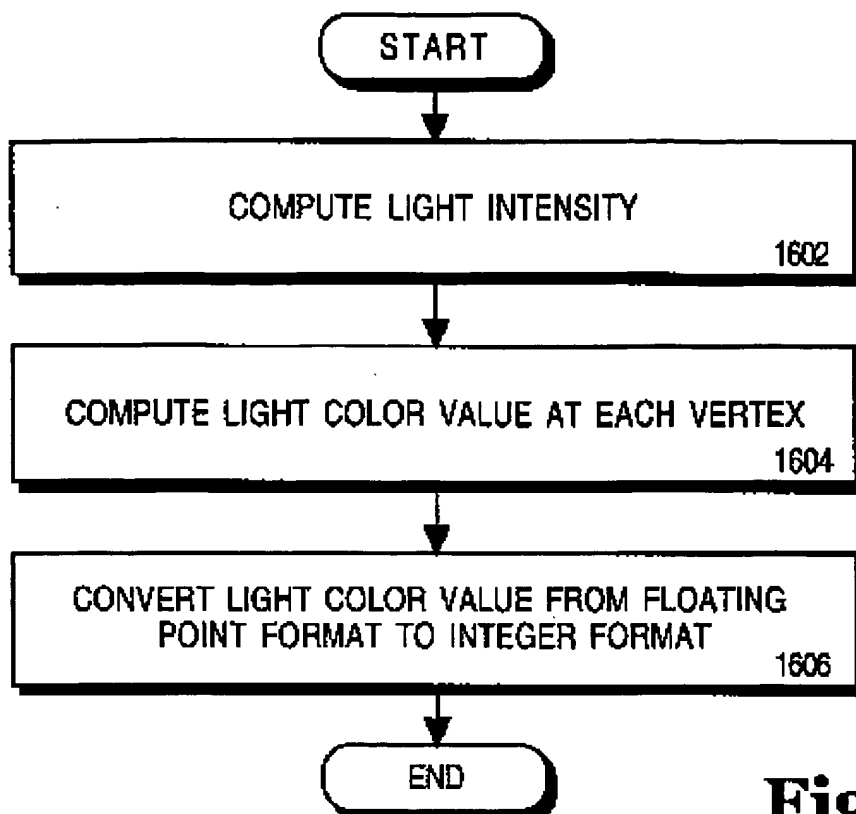 START
COMPUTE LIGHT INTENSITY
1602
COMPUTE LIGHT COLOR VALUE AT EACH VERTEX
1604
CONVERT LIGHT COLOR VALUE FROM FLOATING
POINT FORMAT TO INTEGER FORMAT
1606
END
Fig